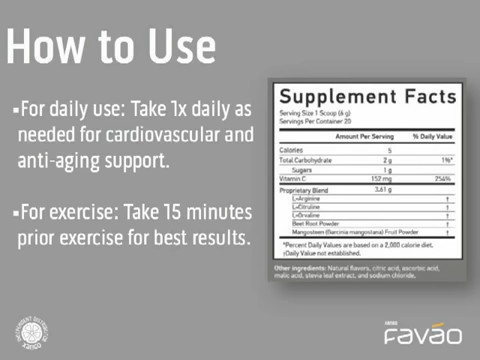 How to Use
▪For daily use: Take 1x daily as
needed for cardiovascular and
anti-aging support.
▪For exercise: Take 15 minutes
prior exercise for best results.
Supplement Facts
Serving Size 1 Scoop (6 g)
Servings Per Container 20
Amount Per Serving % Daily Value
Calories 5
Total Carbohydrate 2 g 1%*
Sugars 1 g
Vitamin C 152 mg 254%
Proprietary Blend 3.61 g
L-Arginine †
L-Citruline †
L-Orvaline †
Beet Root Powder †
Mangosteen (Garcinia mangostana) Fruit Powder †
*Percent Daily Values are based on a 2,000 calorie diet.
†Daily Value not established.
Other ingredients: Natural flavors, citric acid, ascorbic acid,
malic acid, stevia leaf extract, and sodium chloride.
INDEPENDENT DISTRIBUTOR
FAVAO